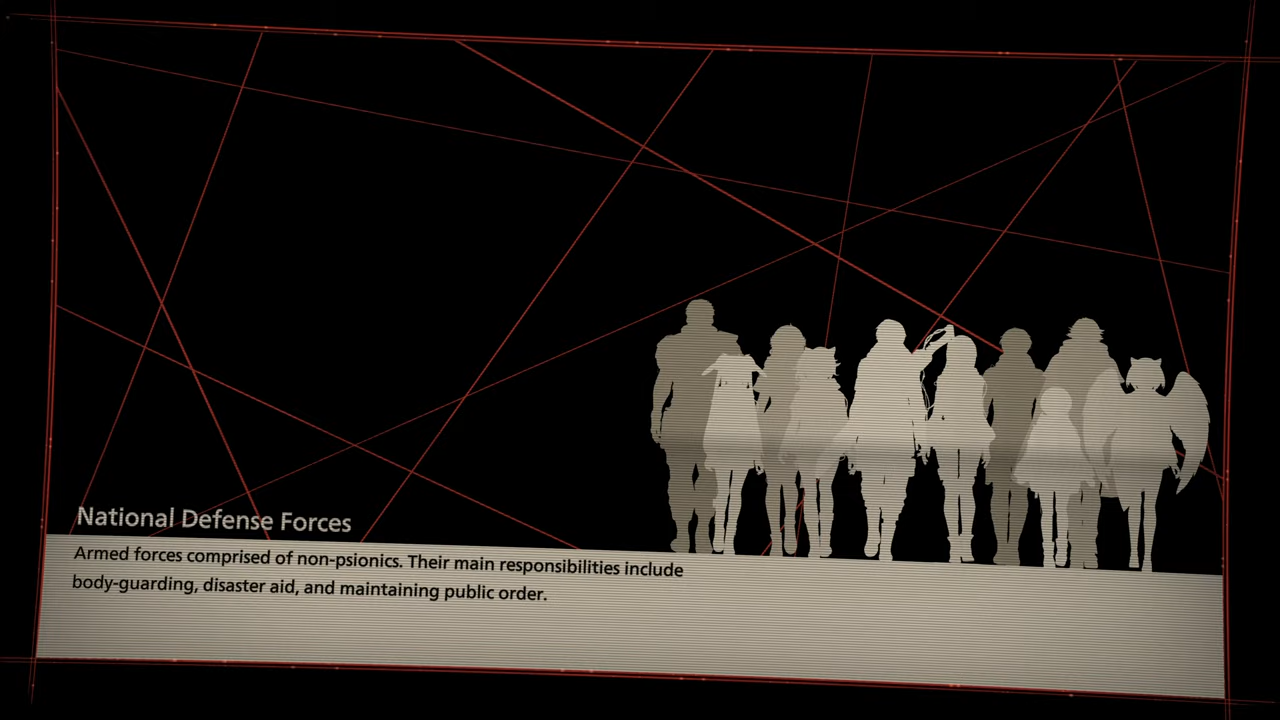 National Defense Forces
Armed forces comprised of non-psionics. Their main responsibilities include
body-guarding, disaster aid, and maintaining public order.